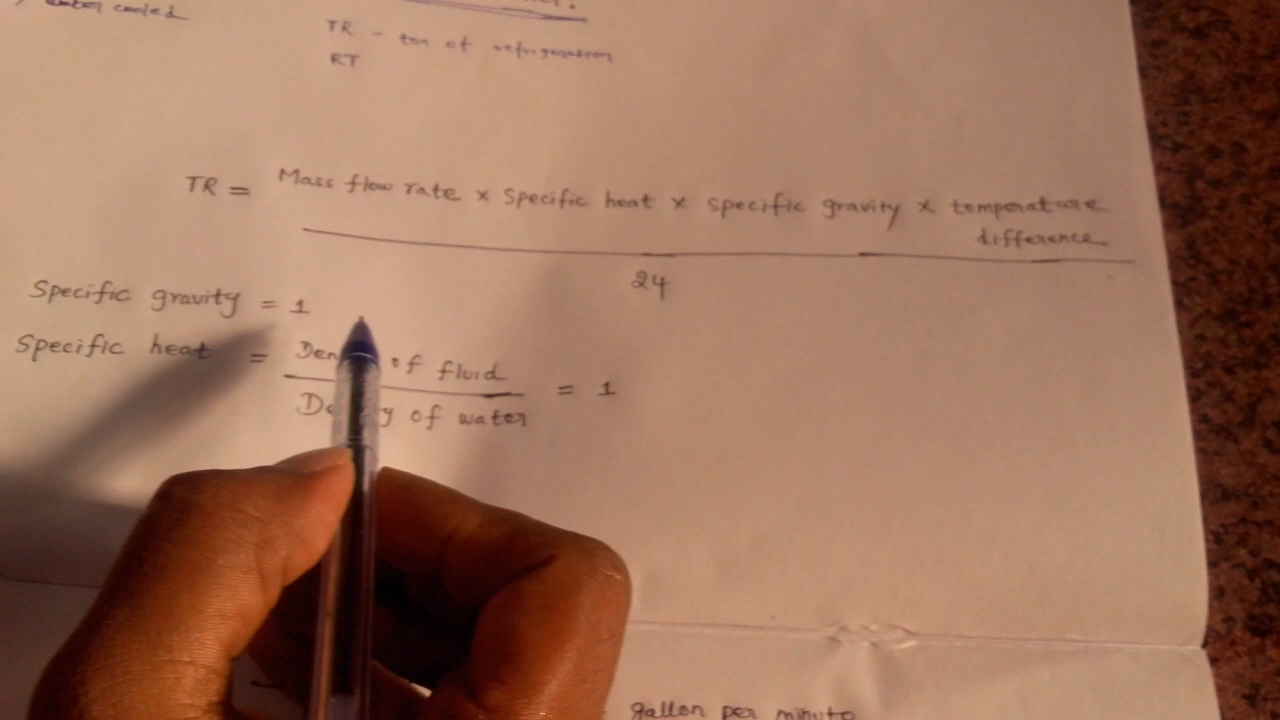 cooled
TR - ton of refrigeration
RT
TR = Mass flow rate × Specific heat × Specific gravity × temperature
difference
24
Specific gravity = 1
Specific heat = of fluid
of water = 1
gallon per minute